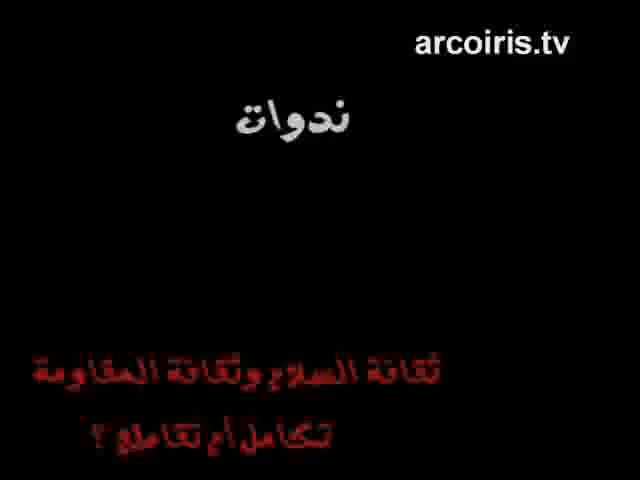 arcoiris.tv
ندوات
ثقافة السلام وثقافة المقاومة
تكامل أم تقاطع ؟